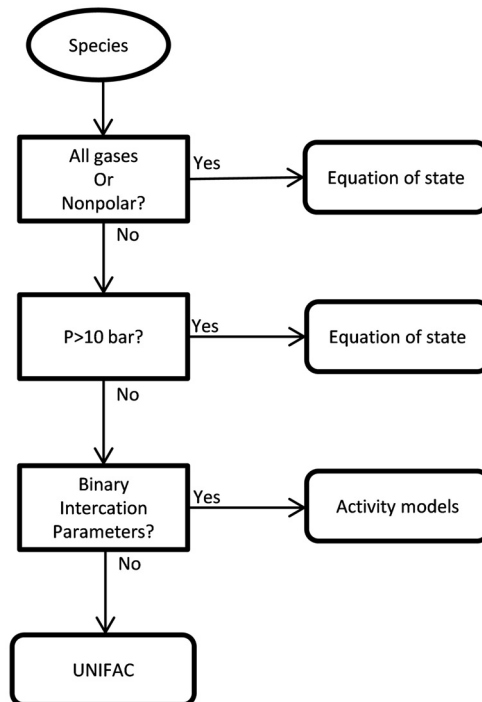 Species
All gases
Or
Nonpolar?
Yes
Equation of state
No
P>10 bar?
Yes
Equation of state
No
Binary
Intercation
Parameters?
Yes
Activity models
No
UNIFAC